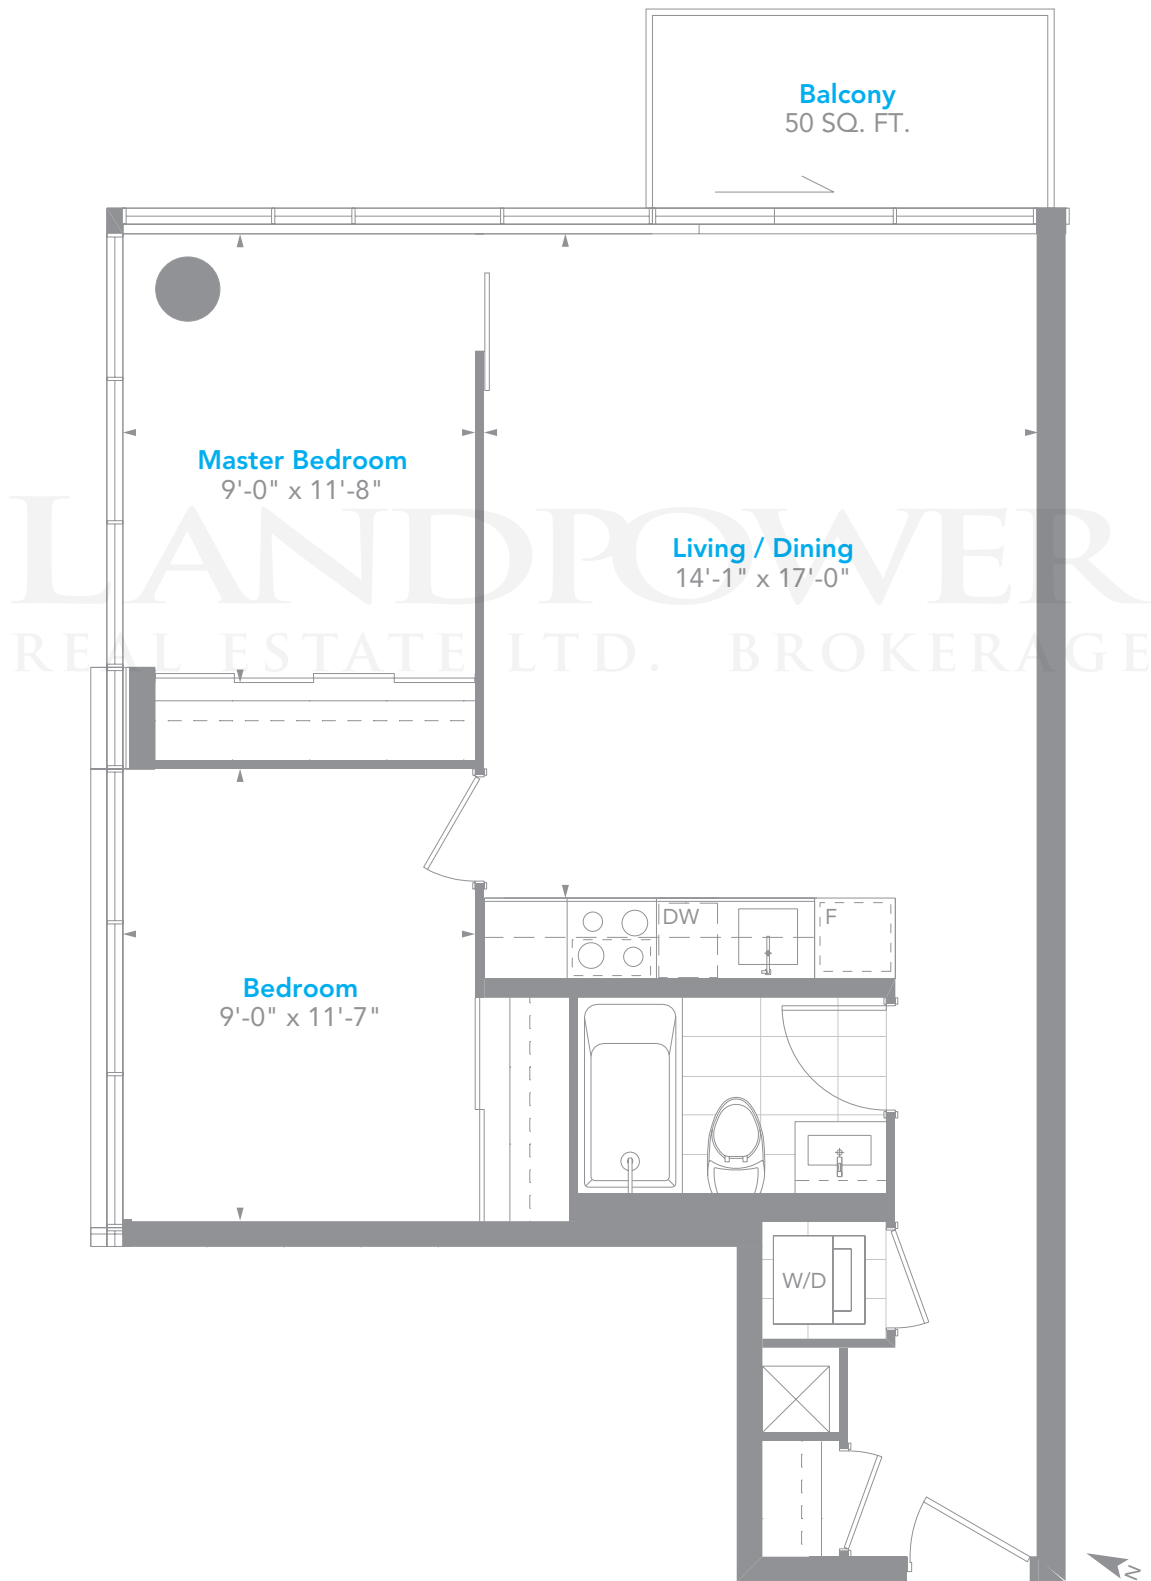 Balcony
50 SQ. FT.
Master Bedroom
9'-0" x 11'-8"
LANDPOWER
Living / Dining
14'-1" x 17'-0"
REAL ESTATE LTD. BROKERAGE
DW
F
Bedroom
9'-0" x 11'-7"
W/D
N